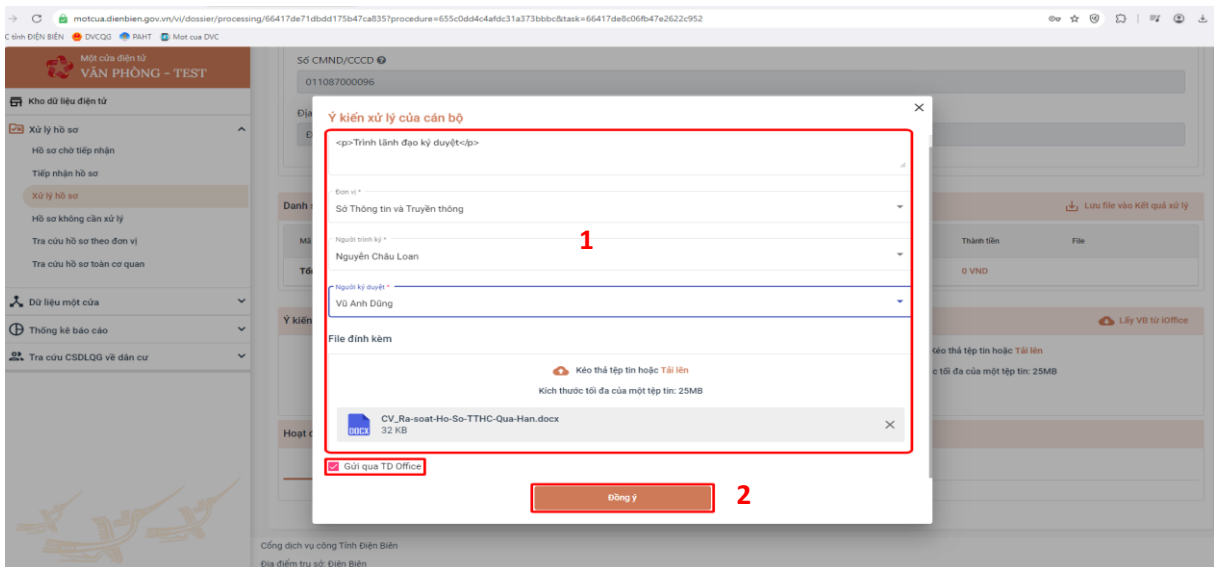 motcua.dienbien.gov.vn/vi/dossier/processing/66417de71dbdd175b47ca835?procedure=655c0dd4c4afdc31a373bbbc&task=66417de8c06fb47e2622c952
C tỉnh ĐIỆN BIÊN DVCQG PAHT Mot cua DVC
Một cửa điện tử
VĂN PHÒNG - TEST
Kho dữ liệu điện tử
Xử lý hồ sơ
Hồ sơ chờ tiếp nhận
Tiếp nhận hồ sơ
Xử lý hồ sơ
Hồ sơ không cần xử lý
Tra cứu hồ sơ theo đơn vị
Tra cứu hồ sơ toàn cơ quan
Dữ liệu một cửa
Thống kê báo cáo
Tra cứu CSDLQG về dân cư
Số CMND/CCCD
011087000096
Địa
Đ
Ý kiến xử lý của cán bộ
<p>Trình lãnh đạo ký duyệt</p>
Đơn vị *
Sở Thông tin và Truyền thông
Người trình ký *
Nguyễn Châu Loan
1
Người ký duyệt *
Vũ Anh Dũng
File đính kèm
Kéo thả tệp tin hoặc Tải lên
Kích thước tối đa của một tệp tin: 25MB
CV_Ra-soat-Ho-So-TTHC-Qua-Han.docx
DOCX
32 KB
Gửi qua TD Office
Đồng ý
2
Danh s
Lưu file vào Kết quả xử lý
Mã
Thành tiền
File
Tổ
0 VND
Ý kiến
Lấy VB từ iOffice
Kéo thả tệp tin hoặc Tải lên
c tối đa của một tệp tin: 25MB
Hoạt đ
Cổng dịch vụ công Tỉnh Điện Biên
Địa điểm trụ sở: Điện Biên